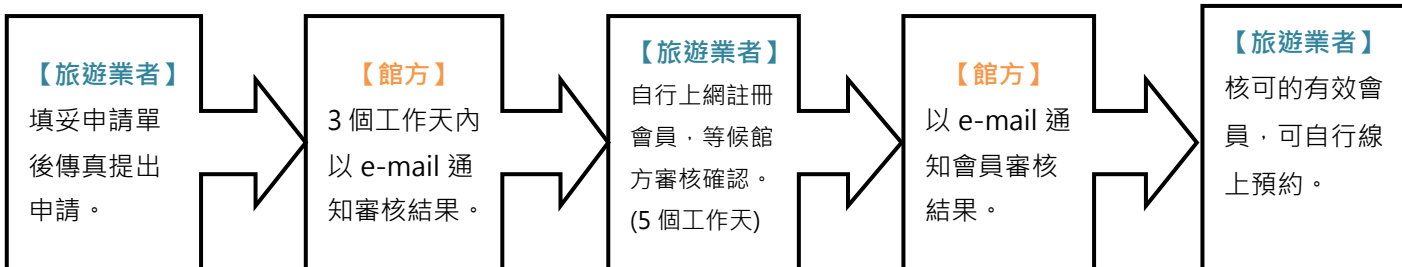 【旅遊業者】
填妥申請單
後傳真提出
申請。
【館方】
3 個工作天內
以 e-mail 通
知審核結果。
【旅遊業者】
自行上網註冊
會員，等候館
方審核確認。
(5 個工作天)
【館方】
以 e-mail 通
知會員審核
結果。
【旅遊業者】
核可的有效會
員，可自行線
上預約。